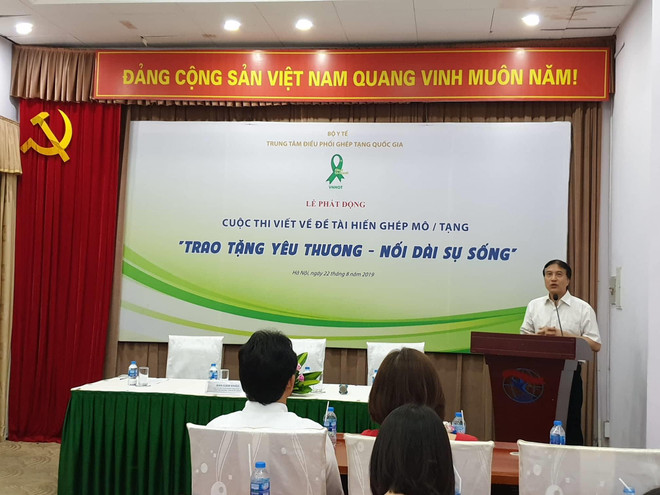 ĐẢNG CỘNG SẢN VIỆT NAM QUANG VINH MUÔN NĂM!
BỘ Y TẾ
TRUNG TÂM ĐIỀU PHỐI GHÉP TẠNG QUỐC GIA
LỄ PHÁT ĐỘNG
CUỘC THI VIẾT VỀ ĐỀ TÀI HIẾN GHÉP MÔ / TẠNG
"TRAO TẶNG YÊU THƯƠNG - NỐI DÀI SỰ SỐNG"
Hà Nội, ngày 22 tháng 8 năm 2019